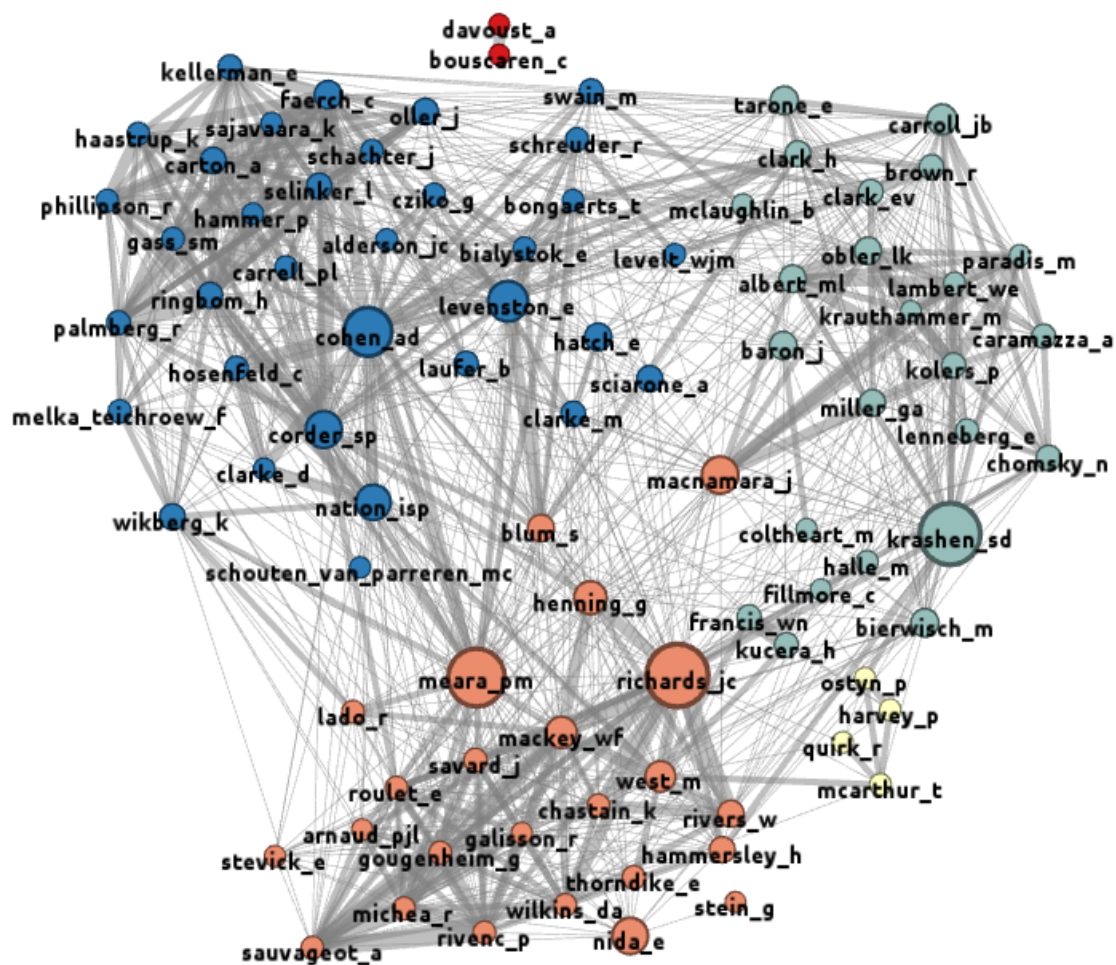 davoust_a
bouscaren_c
kellerman_e
faerch_c
swain_m
tarone_e
oller_j
carroll_jb
haastrup_k
sajavaara_k
schachter_j
schreuder_r
clark_h
carton_a
brown_r
selinker_l
cziko_g
clark_ev
phillipson_r
hammer_p
bongaerts_t
mclaughlin_b
gass_sm
alderson_jc
bialystok_e
levelt_wjm
obler_lk
paradis_m
carrell_pl
albert_ml
lambert_we
ringbom_h
levenston_e
krauthammer_m
palmberg_r
cohen_ad
hatch_e
baron_j
caramazza_a
hosenfeld_c
laufer_b
sciarone_a
kolers_p
melka_teichroew_f
clarke_m
miller_ga
corder_sp
lenneberg_e
clarke_d
macnamara_j
chomsky_n
nation_isp
wikberg_k
blum_s
coltheart_m
krashen_sd
schouten_van_parreren_mc
halle_m
henning_g
fillmore_c
francis_wn
bierwisch_m
kucera_h
meara_pm
richards_jc
ostyn_p
lado_r
harvey_p
mackey_wf
quirk_r
savard_j
west_m
mcarthur_t
roulet_e
chastain_k
rivers_w
arnaud_pjl
galisson_r
stevick_e
gougenheim_g
hammersley_h
thorndike_e
michea_r
wilkins_da
stein_g
sauvageot_a
rivenc_p
nida_e